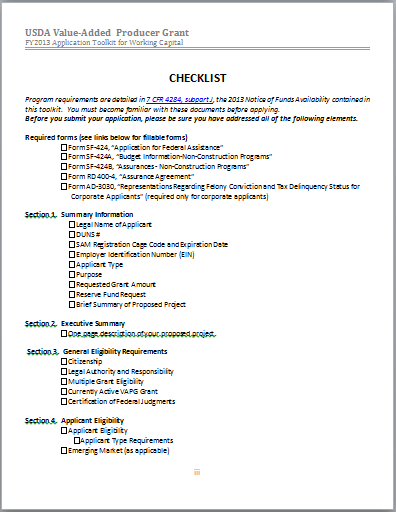 USDA Value-Added Producer Grant
FY2013 Application Toolkit for Working Capital
CHECKLIST
Program requirements are detailed in 7 CFR 4284, support J, the 2013 Notice of Funds Availability contained in
this toolkit. You must become familiar with these documents before applying.
Before you submit your application, please be sure you have addressed all of the following elements.
Required forms (see links below for fillable forms)
Form SF-424, "Application for Federal Assistance"
Form SF-424A, "Budget Information-Non-Construction Programs"
Form SF-424B, "Assurances - Non-Construction Programs"
Form RD 400-4, "Assurance Agreement"
Form AD-3030, "Representations Regarding Felony Conviction and Tax Delinquency Status for
Corporate Applicants" (required only for corporate applicants)
Section 1. Summary Information
Legal Name of Applicant
DUNS #
SAM Registration Cage Code and Expiration Date
Employer Identification Number (EIN)
Applicant Type
Purpose
Requested Grant Amount
Reserve Fund Request
Brief Summary of Proposed Project
Section 2. Executive Summary
One page description of your proposed project.
Section 3. General Eligibility Requirements
Citizenship
Legal Authority and Responsibility
Multiple Grant Eligibility
Currently Active VAPG Grant
Certification of Federal Judgments
Section 4. Applicant Eligibility
Applicant Eligibility
Applicant Type Requirements
Emerging Market (as applicable)
iii